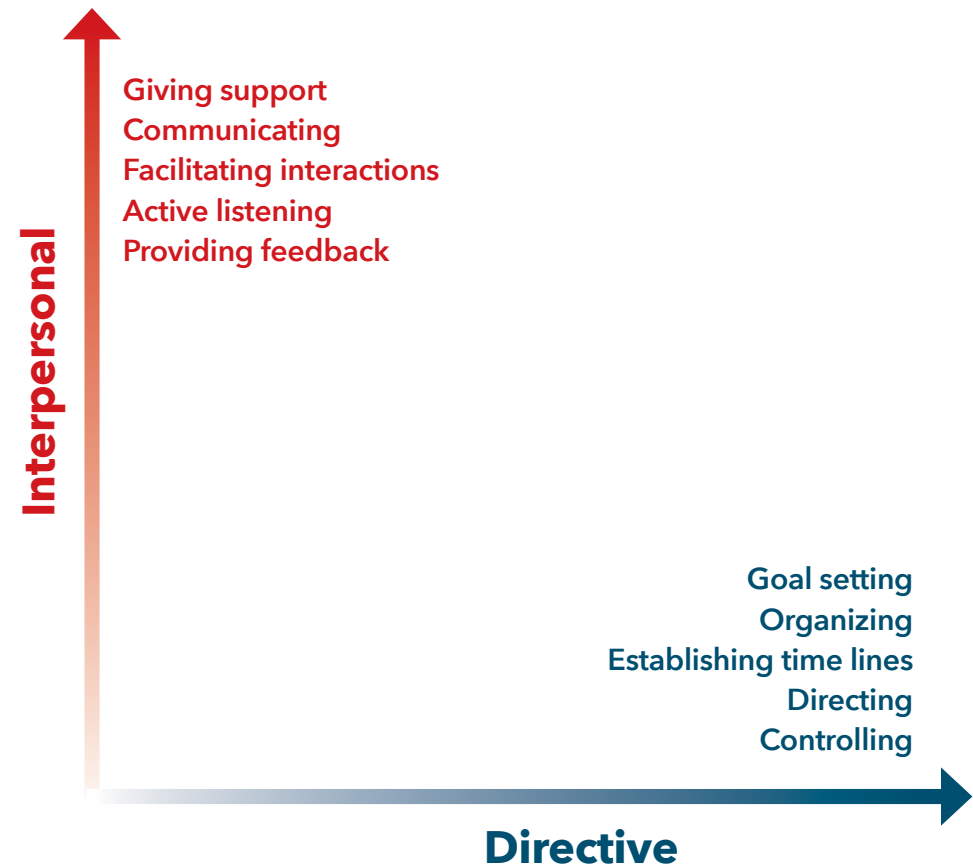 Giving support
Communicating
Facilitating interactions
Active listening
Providing feedback
Interpersonal
Goal setting
Organizing
Establishing time lines
Directing
Controlling
Directive